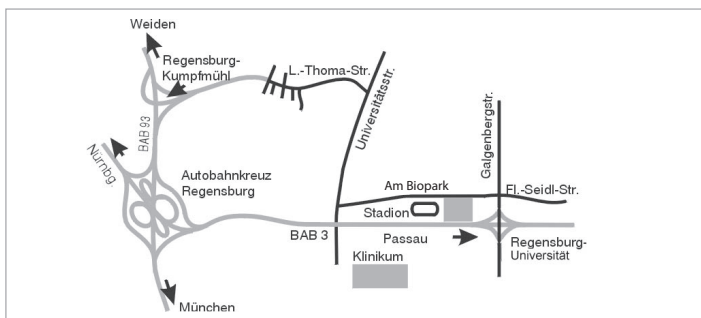 Weiden
Regensburg-
Kumpfmühl
L.-Thoma-Str.
Universitätsstr.
Galgenbergstr.
BAB 93
Nürnbg.
Autobahnkreuz
Regensburg
Am Biopark
Fl.-Seidl-Str.
Stadion
BAB 3
Passau
Regensburg-
Universität
Klinikum
München